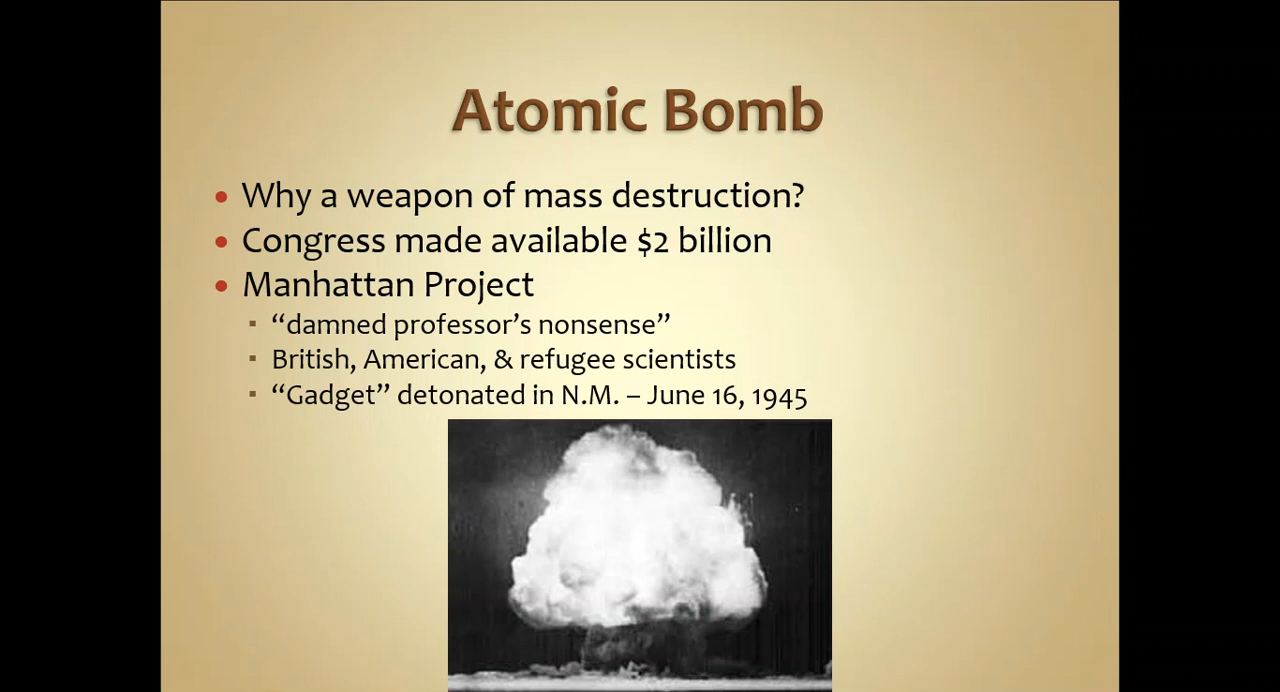 Atomic Bomb
Why a weapon of mass destruction?
Congress made available $2 billion
Manhattan Project
“damned professor’s nonsense”
British, American, & refugee scientists
“Gadget” detonated in N.M. – June 16, 1945